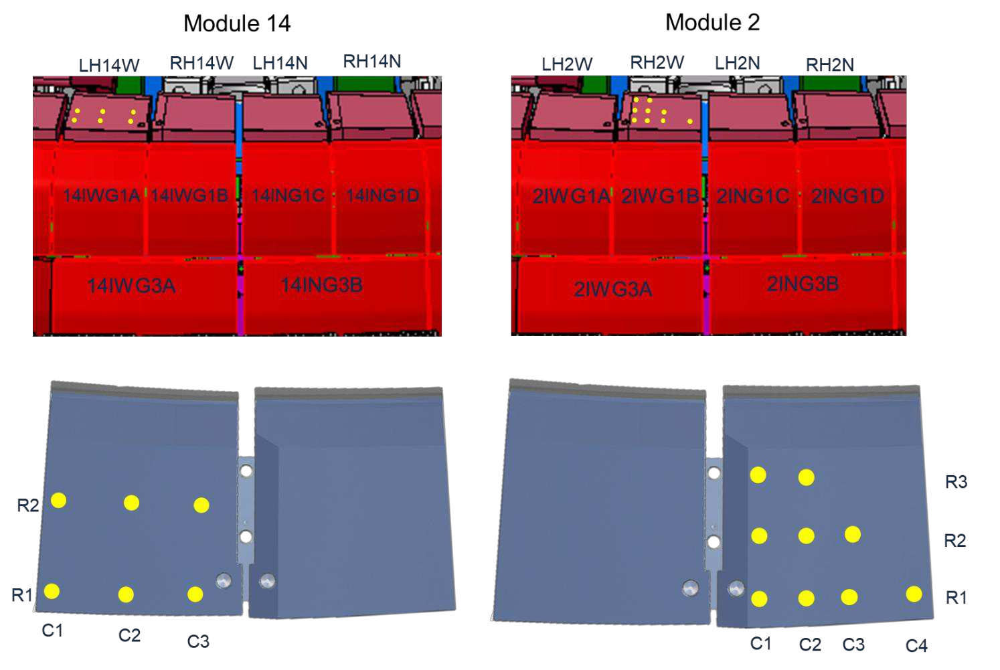 Module 14
Module 2
LH14W RH14W LH14N RH14N
LH2W RH2W LH2N RH2N
14IWG1A 14IWG1B 14ING1C 14ING1D
2IWG1A 2IWG1B 2ING1C 2ING1D
14IWG3A 14ING3B
2IWG3A 2ING3B
R2
R1
C1 C2 C3
R3
R2
R1
C1 C2 C3 C4